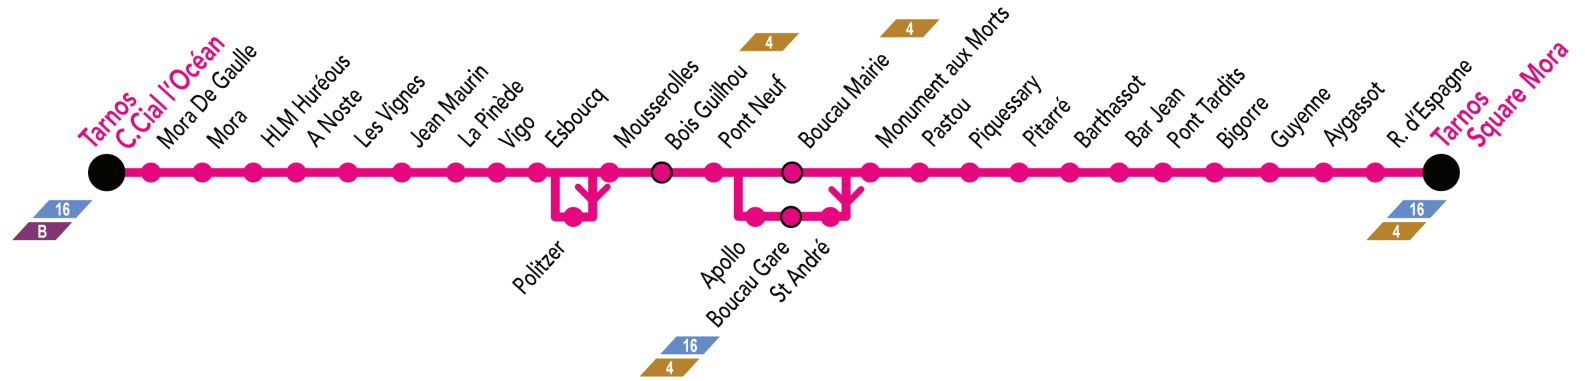 Tarnos
C.Cial l'Océan
Mora De Gaulle
Mora
HLM Huréous
A Noste
Les Vignes
Jean Maurin
La Pinède
Vigo
Esboucq
Mousserolles
Bois Guilhou
4
Pont Neuf
Boucau Mairie
4
Monument aux Morts
Pastou
Piquessary
Pitarré
Barthassot
Bar Jean
Pont Tardits
Bigorre
Guyenne
Aygassot
R. d'Espagne
Tarnos
Square Mora
16
B
Politzer
Apollo
Boucau Gare
St André
16
4
16
4